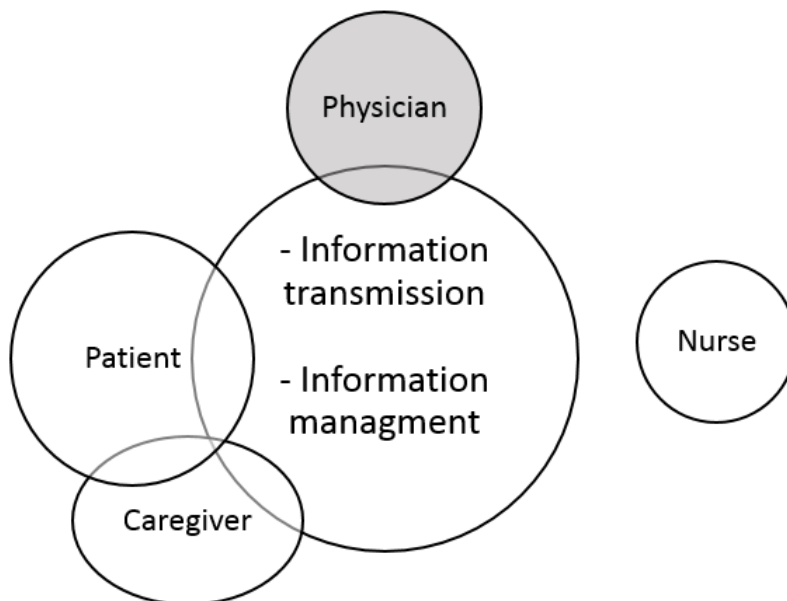 Physician
- Information
transmission
Patient
Nurse
- Information
managment
Caregiver